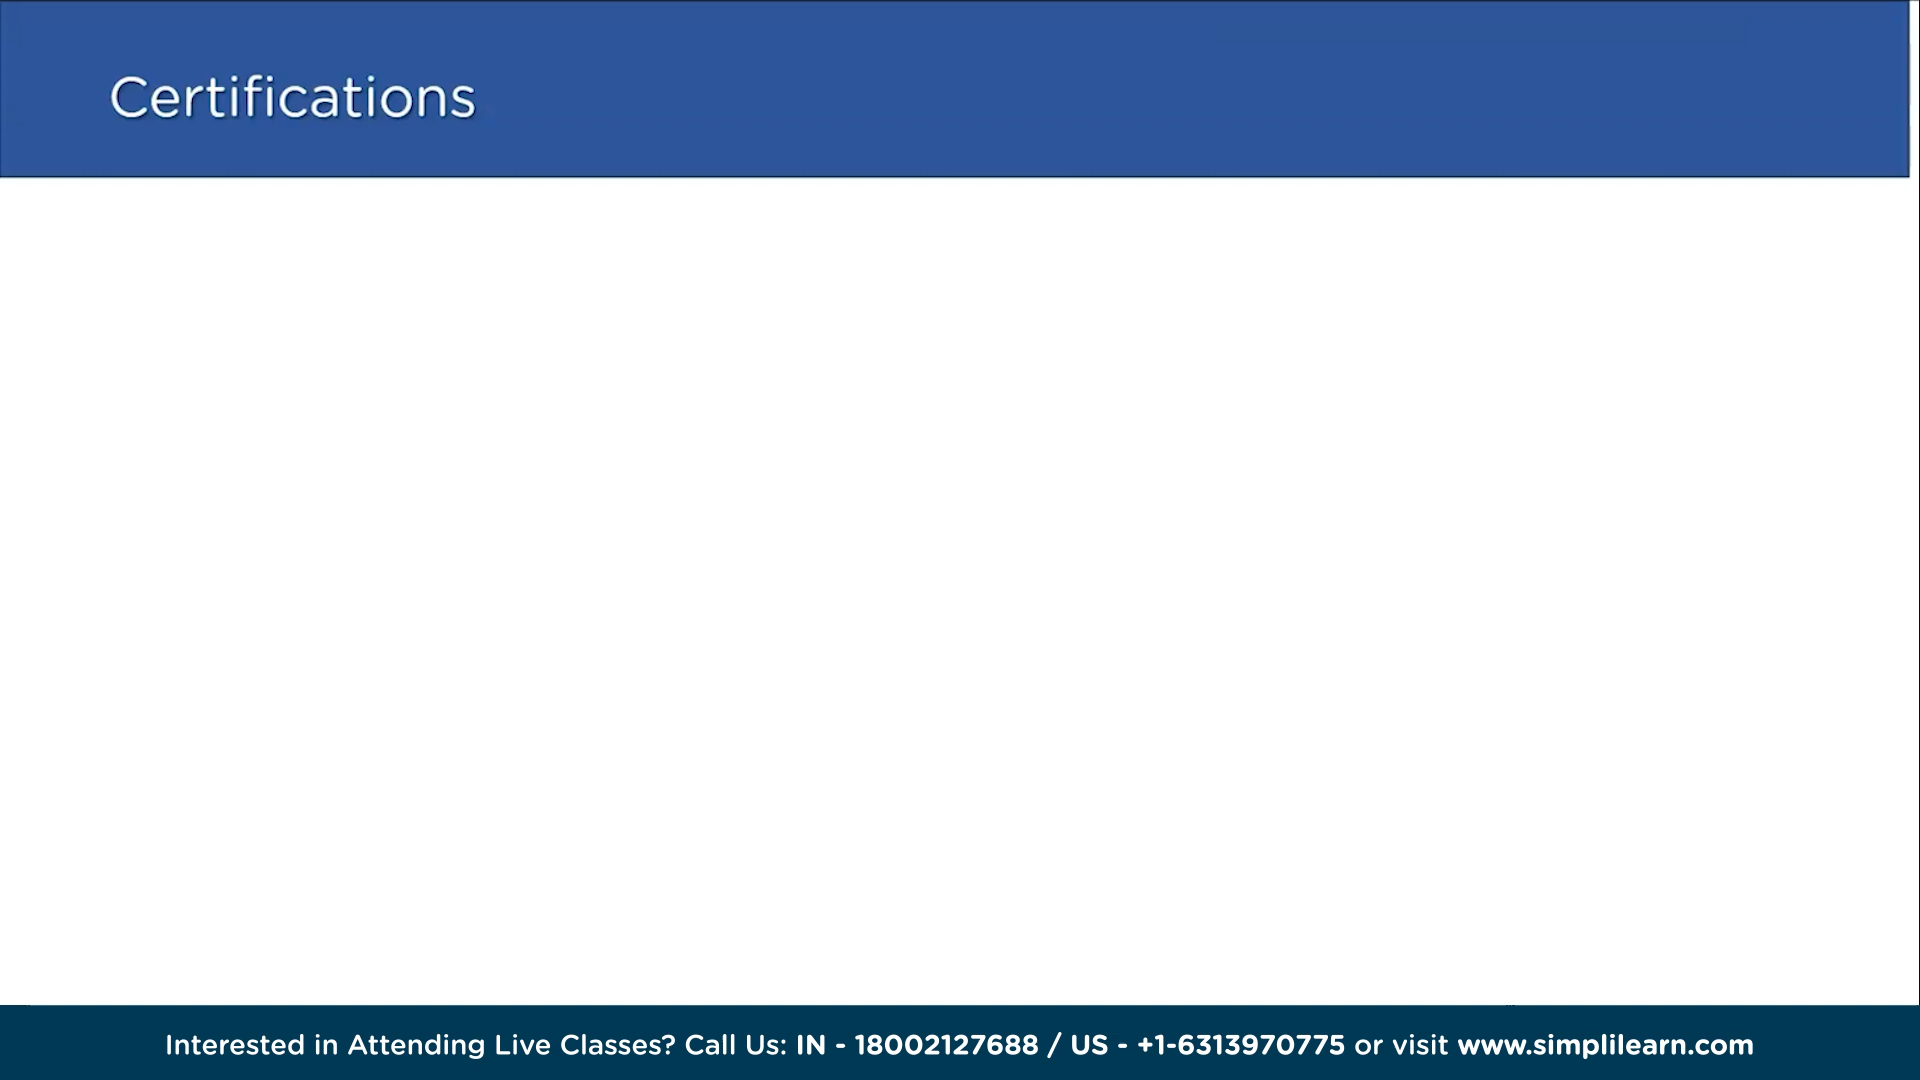 Certifications
Interested in Attending Live Classes? Call Us: IN - 18002127688 / US - +1-6313970775 or visit www.simplilearn.com